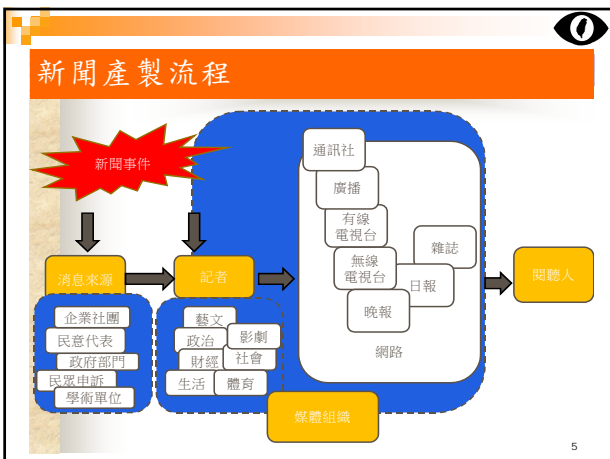 新聞產製流程
新聞事件
消息來源
企業社團
民意代表
政府部門
民眾申訴
學術單位
記者
藝文
政治
影劇
財經
社會
生活
體育
通訊社
廣播
有線
電視台
無線
電視台
雜誌
日報
晚報
網路
媒體組織
閱聽人
5